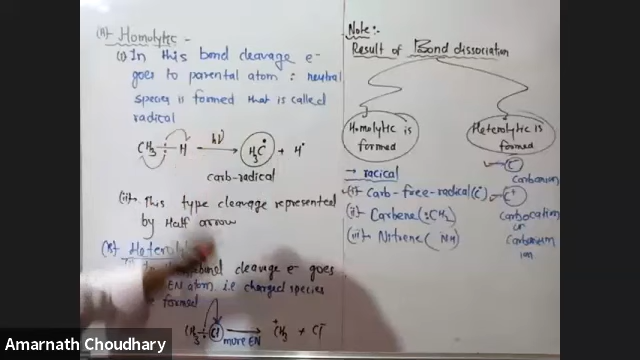 (A) Homolytic -
(i) In this bond cleavage e-
goes to parental atom ∴ neutral
species is formed that is called
radical
CH3 ÷ H hν → H3C• + H•
carb-radical
(ii) This type cleavage represented
by Half arrow
(B) Heterol
bond cleavage e- goes
EN atom. i.e charged species
formed
CH3 ÷ Cl → +CH3 + Cl-
more EN
Note:-
Result of Bond dissociation
Homolytic is
formed
Heterolytic is
formed
→ racical
(i) Carb-free-radical (C•)
(ii)- Carbene (:CH2)
(iii)- Nitrene ( NH)
C-
Carbanion
C+
Carbocation
or
Carbonium
ion
Amarnath Choudhary